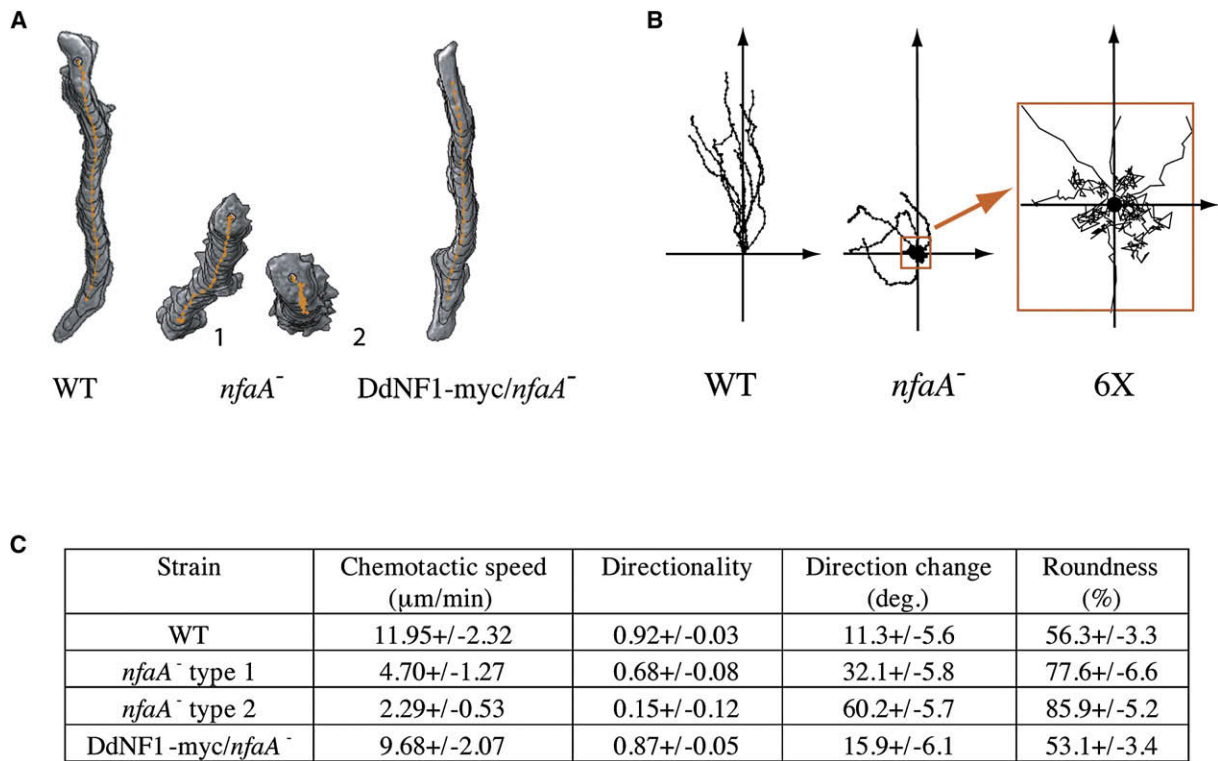 A
B
1
2
WT
nfaA⁻
DdNF1-myc/nfaA⁻
WT
nfaA⁻
6X
C
Strain Chemotactic speed (μm/min) Directionality Direction change (deg.) Roundness (%)
WT 11.95+/-2.32 0.92+/-0.03 11.3+/-5.6 56.3+/-3.3
nfaA⁻ type 1 4.70+/-1.27 0.68+/-0.08 32.1+/-5.8 77.6+/-6.6
nfaA⁻ type 2 2.29+/-0.53 0.15+/-0.12 60.2+/-5.7 85.9+/-5.2
DdNF1-myc/nfaA⁻ 9.68+/-2.07 0.87+/-0.05 15.9+/-6.1 53.1+/-3.4